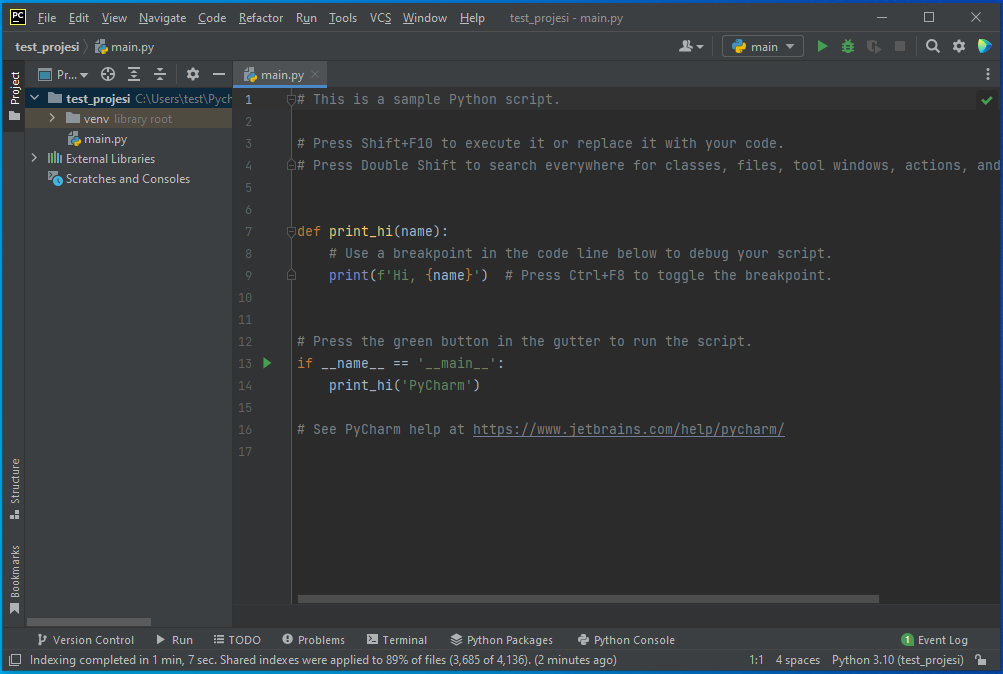 PC File Edit View Navigate Code Refactor Run Tools VCS Window Help test_projesi - main.py
test_projesi main.py main
Project
Pr...
main.py
test_projesi C:\Users\test\Pych
venv library root
main.py
External Libraries
Scratches and Consoles
Structure
Bookmarks
1 # This is a sample Python script.
2
3 # Press Shift+F10 to execute it or replace it with your code.
4 # Press Double Shift to search everywhere for classes, files, tool windows, actions, and
5
6
7 def print_hi(name):
8 # Use a breakpoint in the code line below to debug your script.
9 print(f'Hi, {name}') # Press Ctrl+F8 to toggle the breakpoint.
10
11
12 # Press the green button in the gutter to run the script.
13 if __name__ == '__main__':
14 print_hi('PyCharm')
15
16 # See PyCharm help at https://www.jetbrains.com/help/pycharm/
17
Version Control Run TODO Problems Terminal Python Packages Python Console 1 Event Log
Indexing completed in 1 min, 7 sec. Shared indexes were applied to 89% of files (3,685 of 4,136). (2 minutes ago) 1:1 4 spaces Python 3.10 (test_projesi)